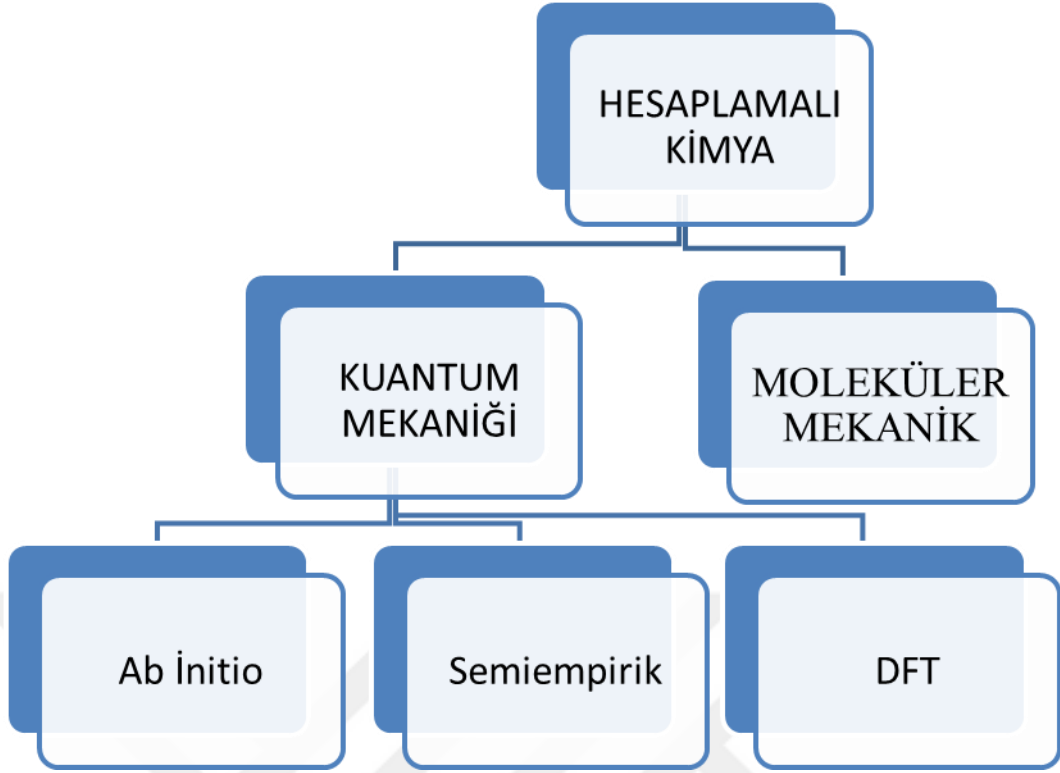 HESAPLAMALI
KİMYA
KUANTUM
MEKANİĞİ
MOLEKÜLER
MEKANİK
Ab İnitio
Semiempirik
DFT